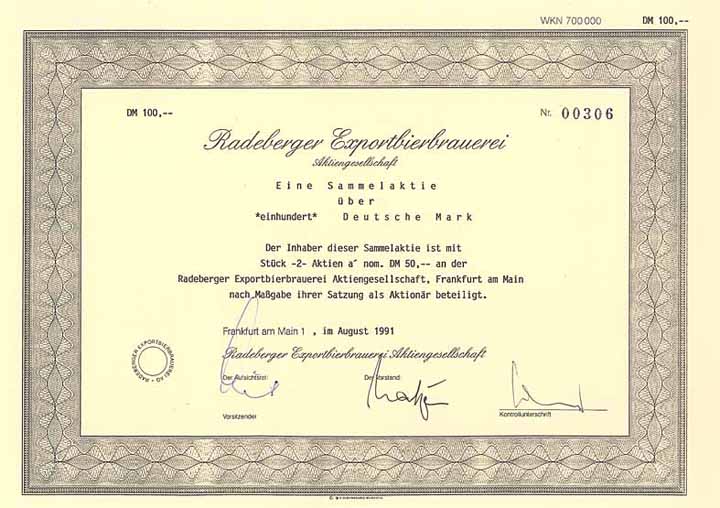 WKN 700 000 DM 100,--
DM 100,-- Nr. 00306
Radeberger Exportbierbrauerei
Aktiengesellschaft
Eine Sammelaktie
über
*einhundert* Deutsche Mark
Der Inhaber dieser Sammelaktie ist mit
Stück -2- Aktien a´ nom. DM 50,-- an der
Radeberger Exportbierbrauerei Aktiengesellschaft, Frankfurt am Main
nach Maßgabe ihrer Satzung als Aktionär beteiligt.
Frankfurt am Main 1 , im August 1991
Radeberger Exportbierbrauerei Aktiengesellschaft
Der Aufsichtsrat: Der Vorstand:
Vorsitzender
Kontrollunterschrift
RADEBERGER EXPORTBIERBRAUEREI AG